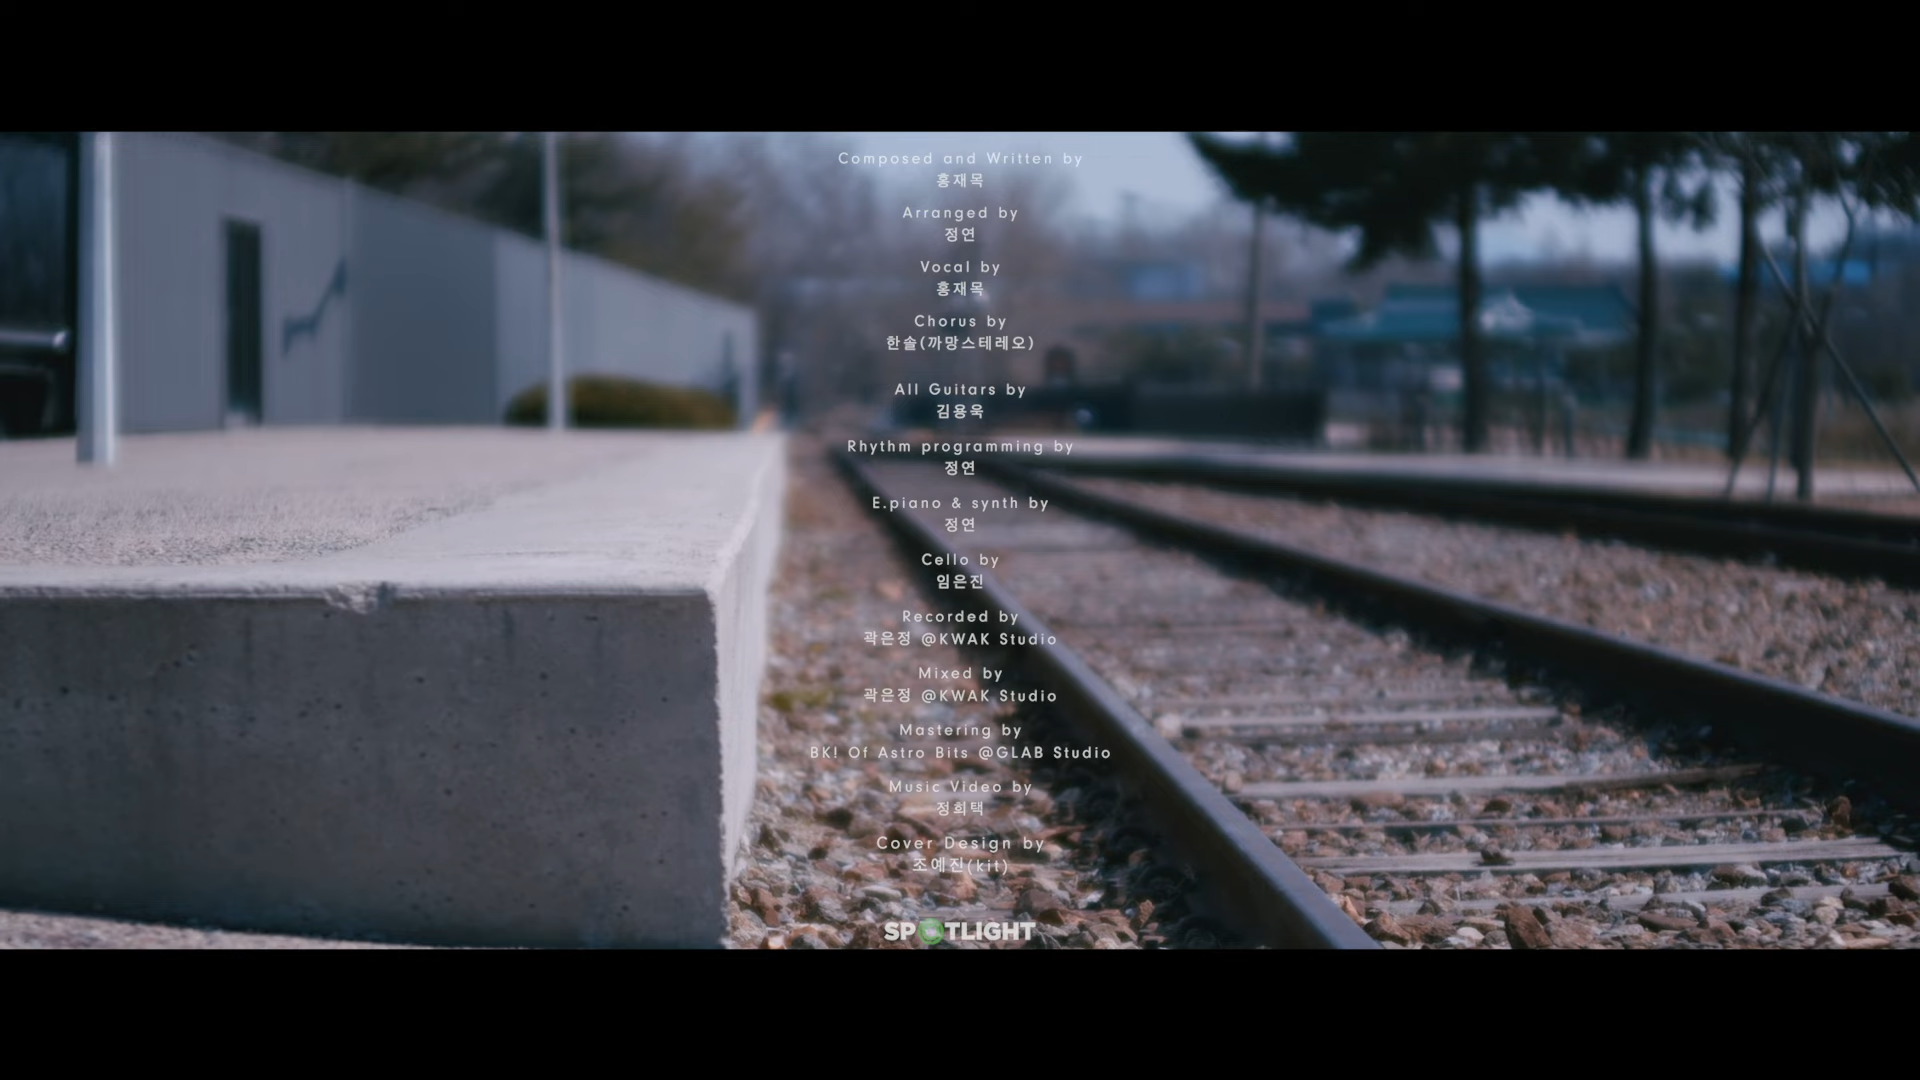 Composed and Written by
홍재목
Arranged by
정연
Vocal by
홍재목
Chorus by
한솔(까망스테레오)
All Guitars by
김용욱
Rhythm programming by
정연
E.piano & synth by
정연
Cello by
임은진
Recorded by
곽은정 @KWAK Studio
Mixed by
곽은정 @KWAK Studio
Mastering by
BK! Of Astro Bits @GLAB Studio
Music Video by
정희택
Cover Design by
조예진(kit)
SPOTLIGHT